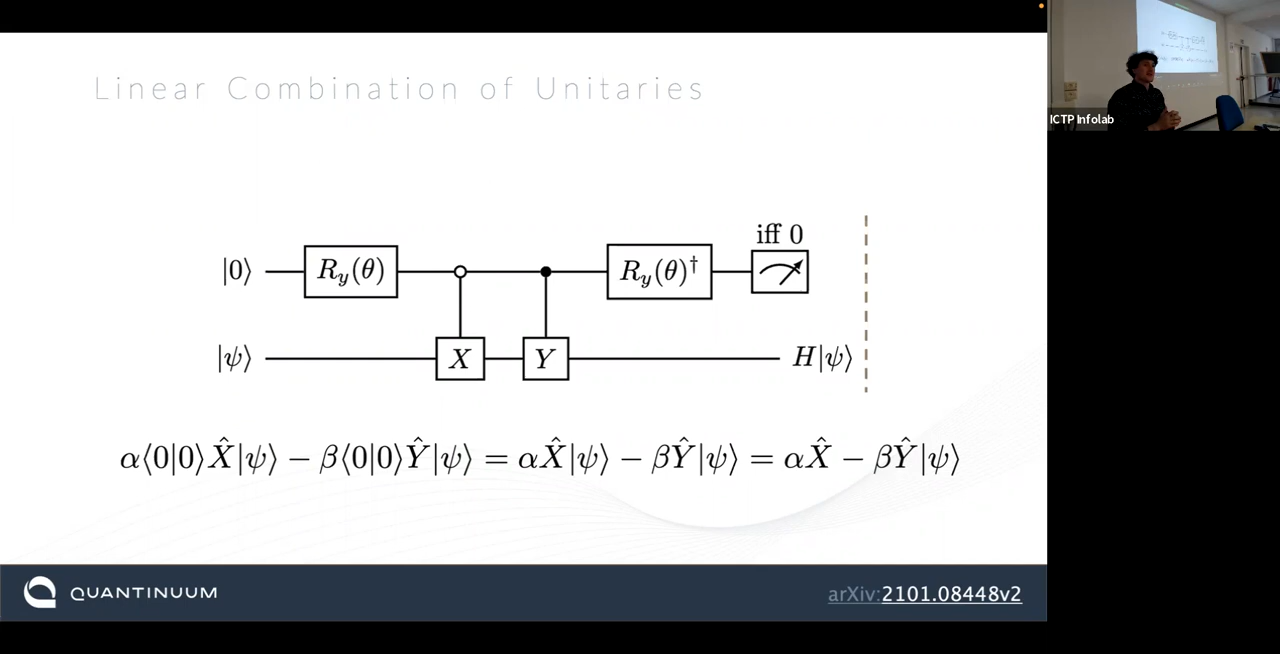 Linear Combination of Unitaries
ICTP Infolab
iff 0
|0⟩ R_y(θ) R_y(θ)†
|ψ⟩ X Y H|ψ⟩
α⟨0|0⟩X̂|ψ⟩ − β⟨0|0⟩Ŷ|ψ⟩ = αX̂|ψ⟩ − βŶ|ψ⟩ = αX̂ − βŶ|ψ⟩
QUANTINUUM
arXiv:2101.08448v2